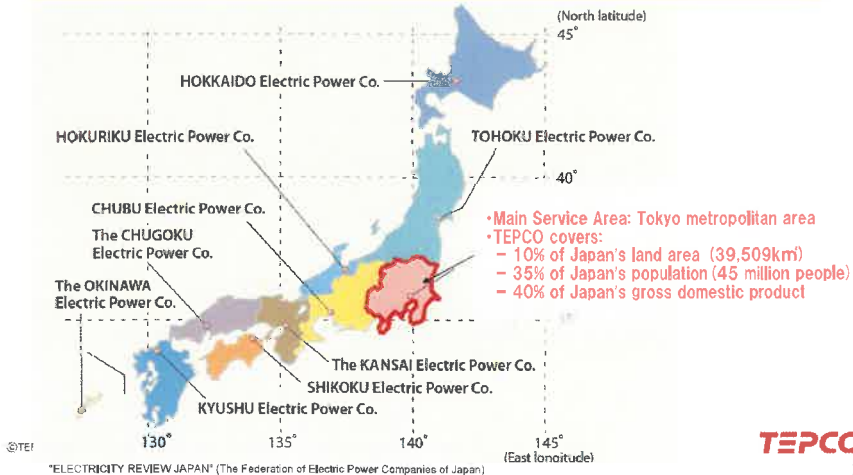 (North latitude)
45°
HOKKAIDO Electric Power Co.
HOKURIKU Electric Power Co.
TOHOKU Electric Power Co.
40°
CHUBU Electric Power Co.
The CHUGOKU
Electric Power Co.
The OKINAWA
Electric Power Co.
•Main Service Area: Tokyo metropolitan area
•TEPCO covers:
– 10% of Japan's land area (39,509㎢)
– 35% of Japan's population (45 million people)
– 40% of Japan's gross domestic product
The KANSAI Electric Power Co.
SHIKOKU Electric Power Co.
KYUSHU Electric Power Co.
130°
135°
140°
145°
(East longitude)
TEPCO
"ELECTRICITY REVIEW JAPAN" (The Federation of Electric Power Companies of Japan)